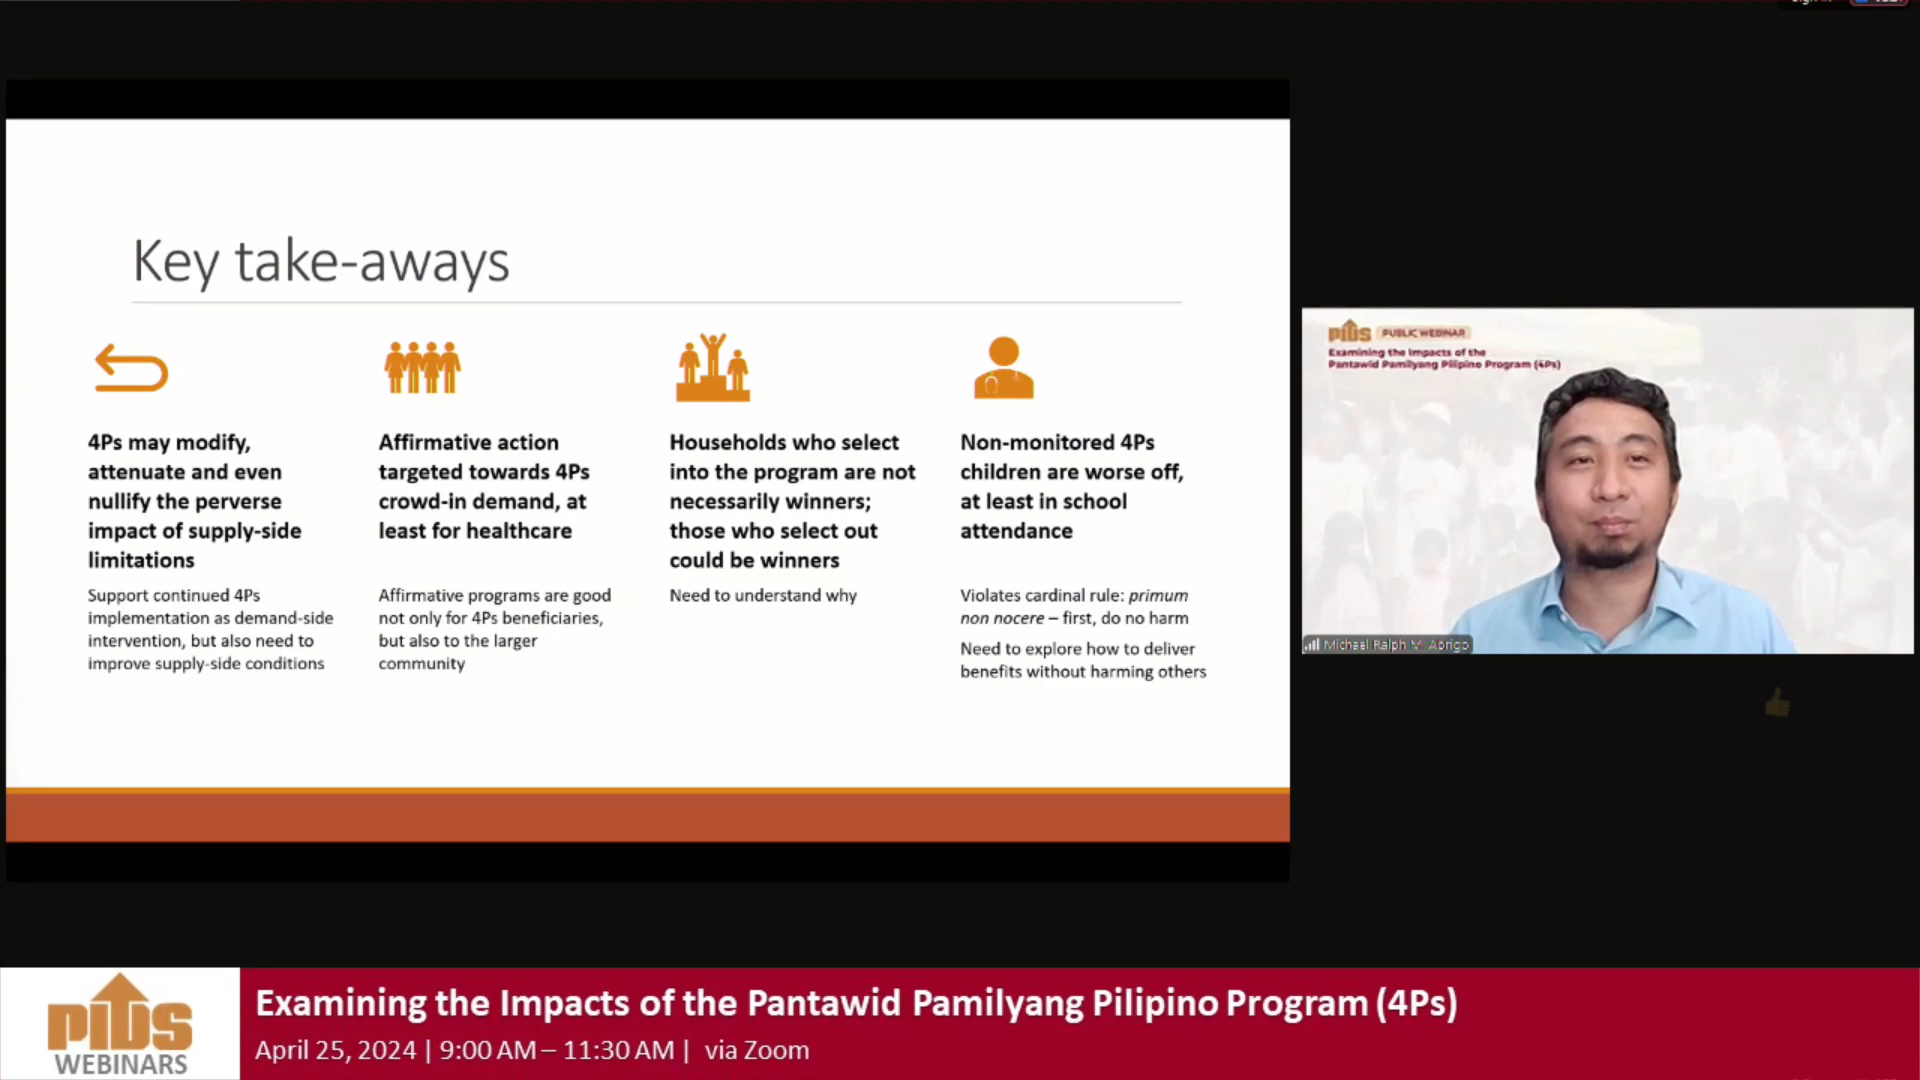 Key take-aways
4Ps may modify,
attenuate and even
nullify the perverse
impact of supply-side
limitations
Support continued 4Ps
implementation as demand-side
intervention, but also need to
improve supply-side conditions
Affirmative action
targeted towards 4Ps
crowd-in demand, at
least for healthcare
Affirmative programs are good
not only for 4Ps beneficiaries,
but also to the larger
community
Households who select
into the program are not
necessarily winners;
those who select out
could be winners
Need to understand why
Non-monitored 4Ps
children are worse off,
at least in school
attendance
Violates cardinal rule: primum
non nocere – first, do no harm
Need to explore how to deliver
benefits without harming others
PIDS PUBLIC WEBINAR
Examining the Impacts of the
Pantawid Pamilyang Pilipino Program (4Ps)
Michael Ralph M. Abrigo
PIDS
WEBINARS
Examining the Impacts of the Pantawid Pamilyang Pilipino Program (4Ps)
April 25, 2024 | 9:00 AM – 11:30 AM | via Zoom